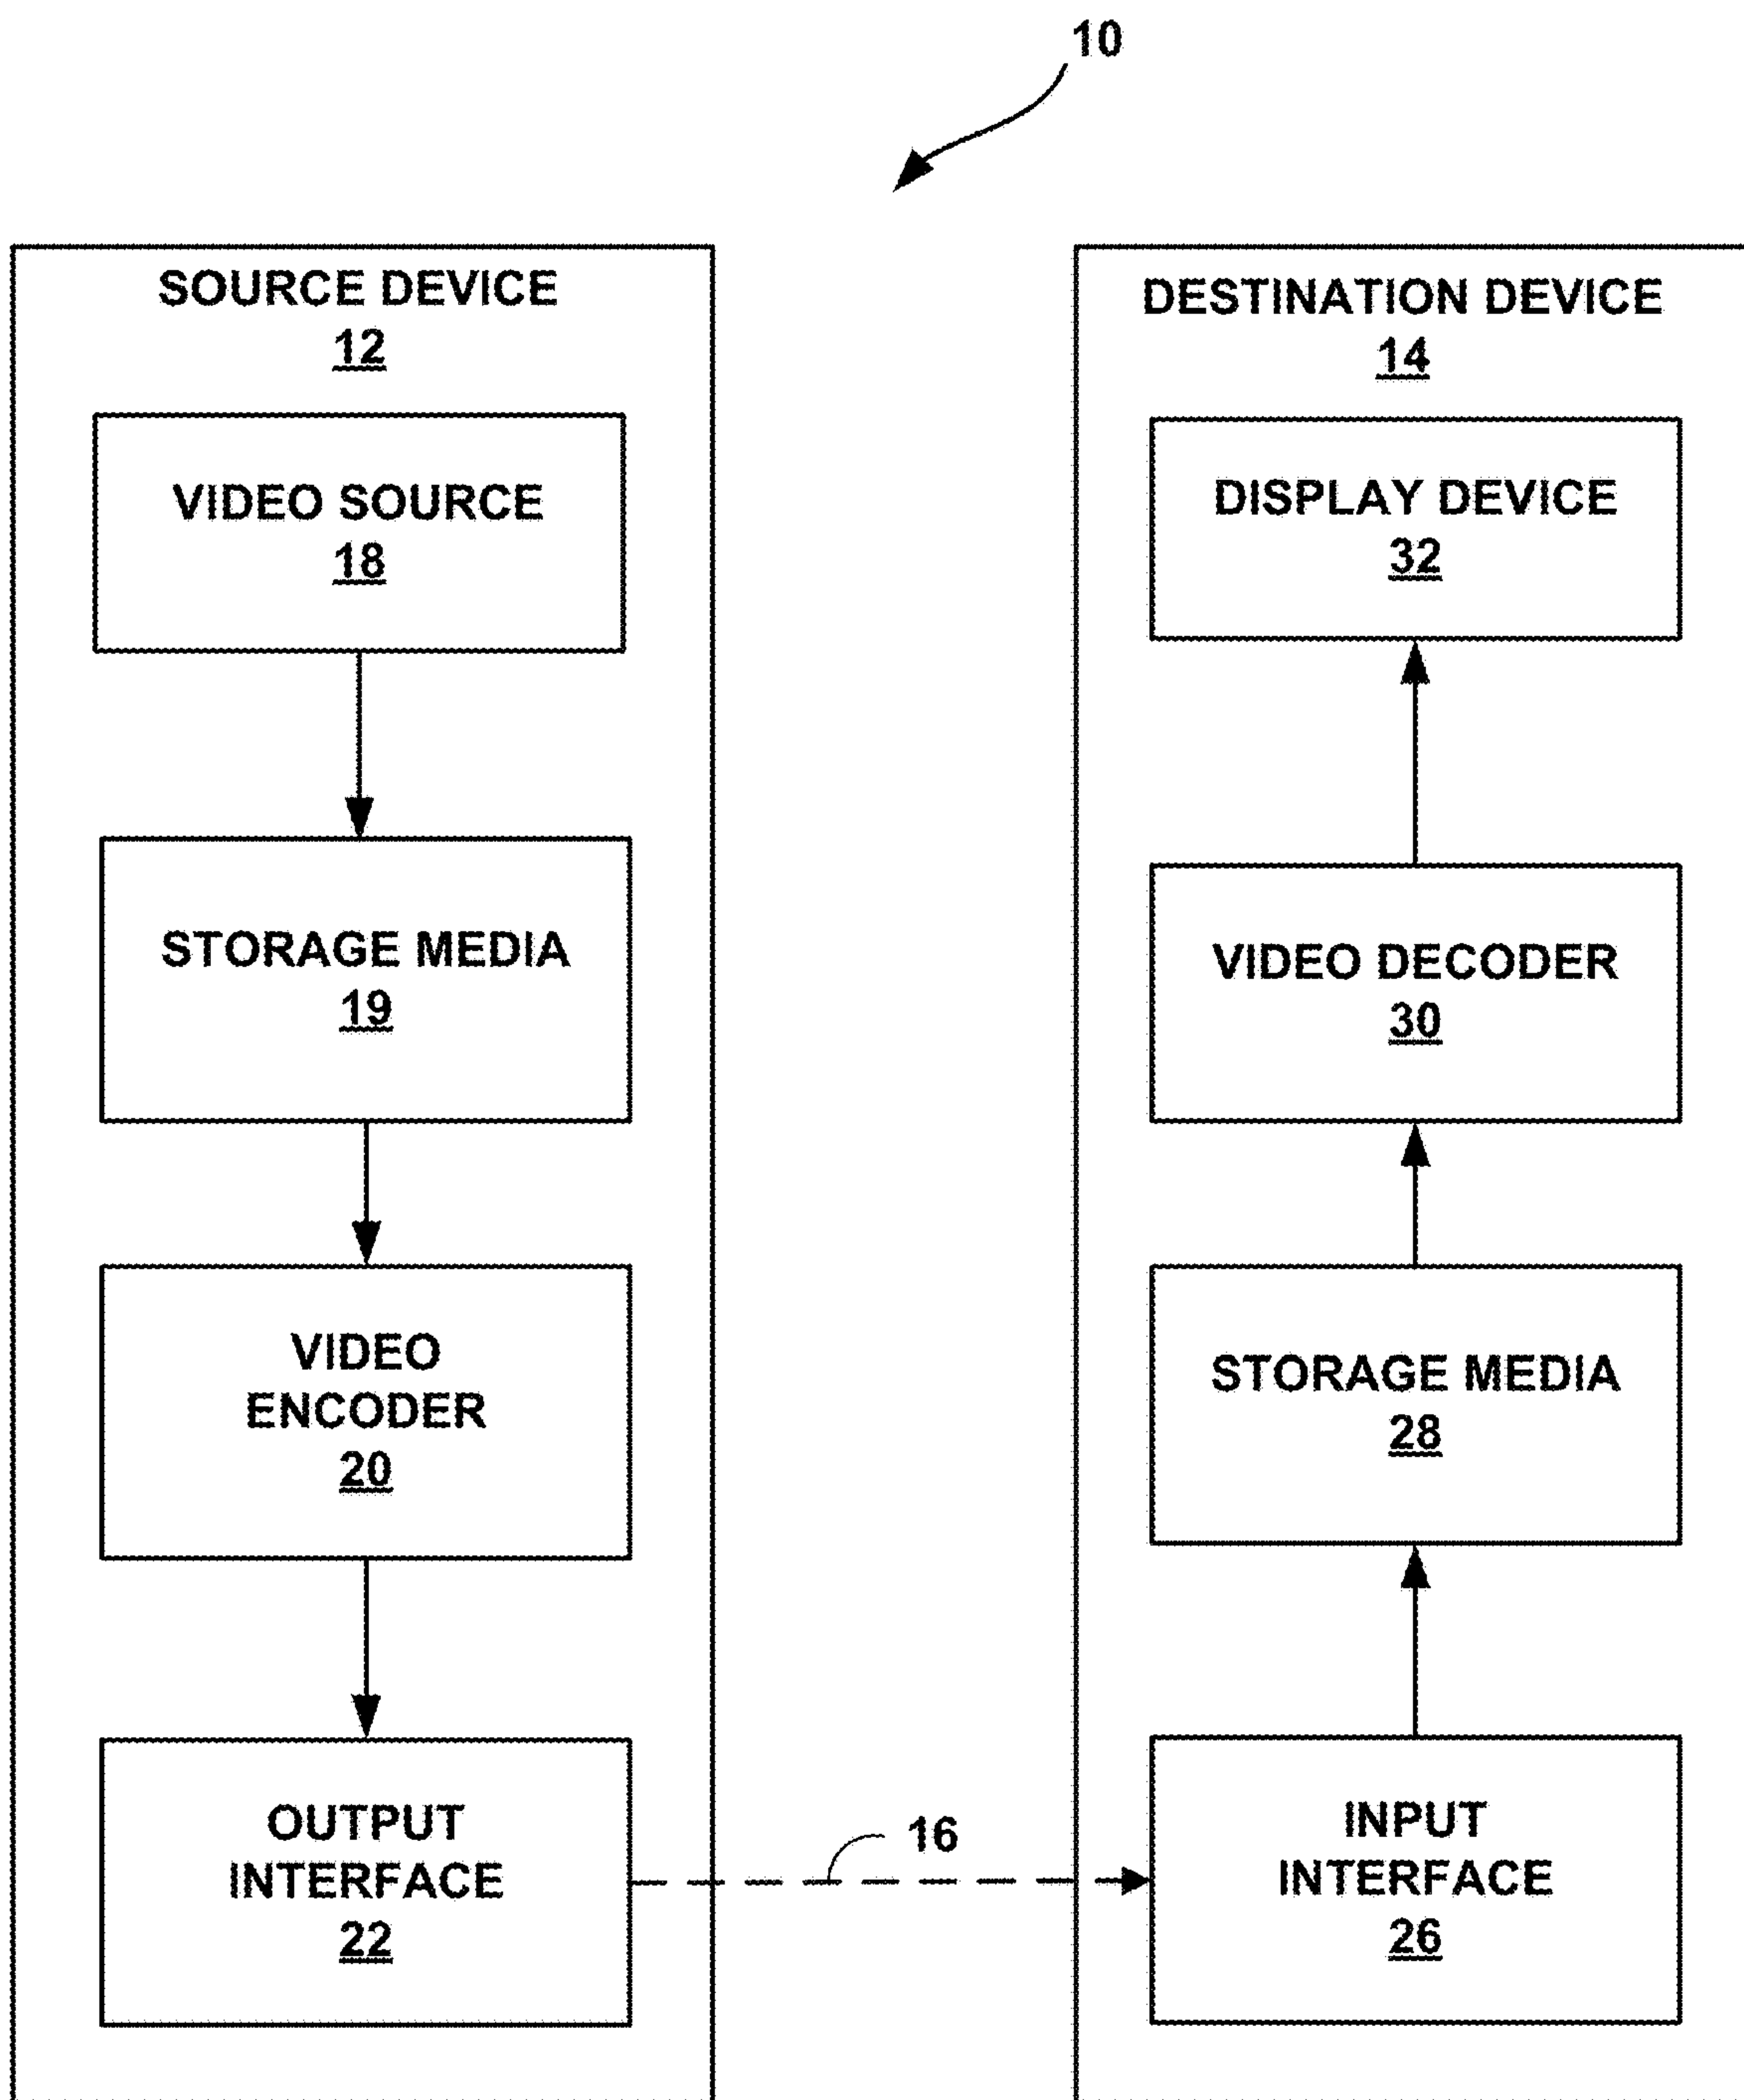 10
SOURCE DEVICE
12
VIDEO SOURCE
18
STORAGE MEDIA
19
VIDEO
ENCODER
20
OUTPUT
INTERFACE
22
16
DESTINATION DEVICE
14
DISPLAY DEVICE
32
VIDEO DECODER
30
STORAGE MEDIA
28
INPUT
INTERFACE
26